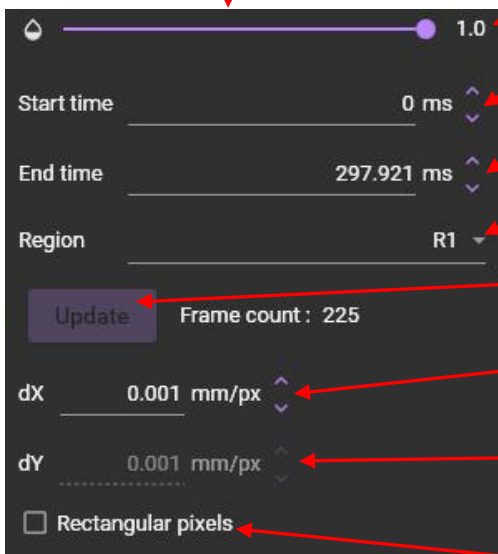 1.0
Start time 0 ms
End time 297.921 ms
Region R1
Update Frame count : 225
dX 0.001 mm/px
dY 0.001 mm/px
Rectangular pixels